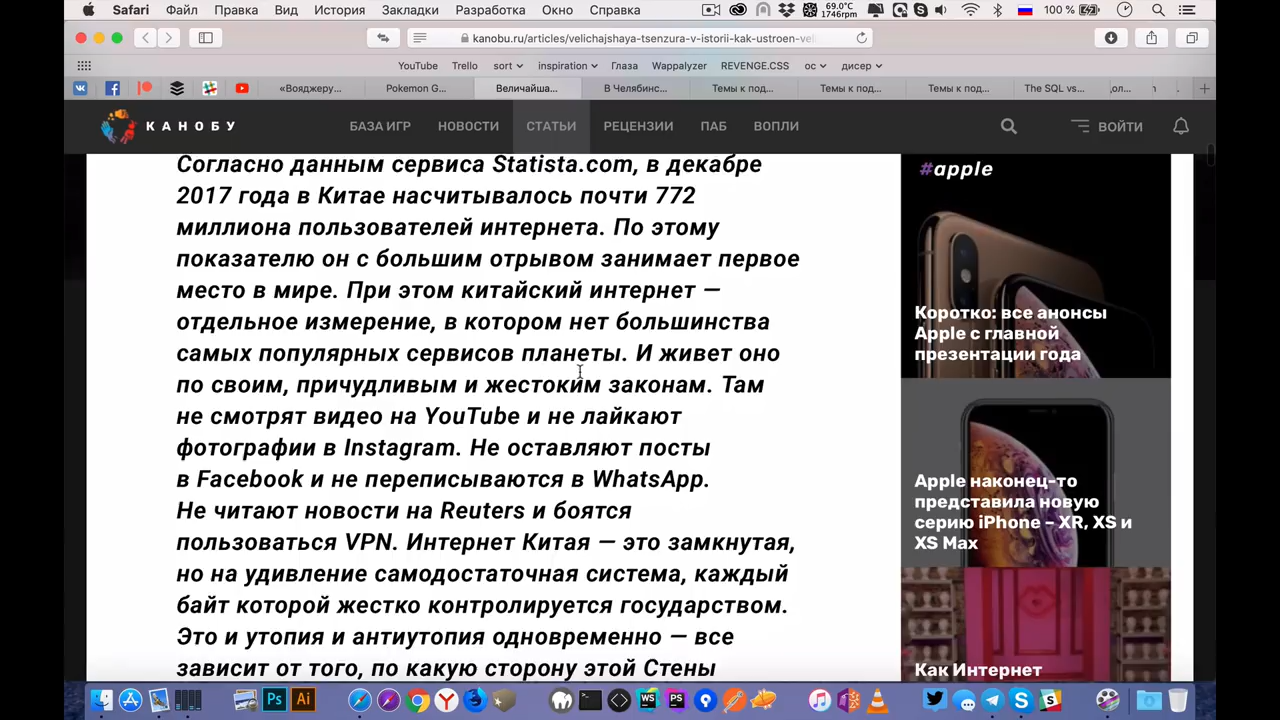 Safari Файл Правка Вид История Закладки Разработка Окно Справка 69.0°C 1746rpm 100 %
kanobu.ru/articles/velichajshaya-tsenzura-v-istorii-kak-ustroen-vel
YouTube Trello sort inspiration Глаза Wappalyzer REVENGE.CSS ос дисер
«Вояджеру… Pokemon G… Величайша… В Челябинс… Темы к под… Темы к под… Темы к под… The SQL vs…
КАНОБУ БАЗА ИГР НОВОСТИ СТАТЬИ РЕЦЕНЗИИ ПАБ ВОПЛИ ВОЙТИ
Согласно данным сервиса Statista.com, в декабре
2017 года в Китае насчитывалось почти 772
миллиона пользователей интернета. По этому
показателю он с большим отрывом занимает первое
место в мире. При этом китайский интернет —
отдельное измерение, в котором нет большинства
самых популярных сервисов планеты. И живет оно
по своим, причудливым и жестоким законам. Там
не смотрят видео на YouTube и не лайкают
фотографии в Instagram. Не оставляют посты
в Facebook и не переписываются в WhatsApp.
Не читают новости на Reuters и боятся
пользоваться VPN. Интернет Китая — это замкнутая,
но на удивление самодостаточная система, каждый
байт которой жестко контролируется государством.
Это и утопия и антиутопия одновременно — все
зависит от того, по какую сторону этой Стены
#apple
Коротко: все анонсы
Apple с главной
презентации года
Apple наконец-то
представила новую
серию iPhone – XR, XS и
XS Max
Как Интернет
Ps Ai WS PS